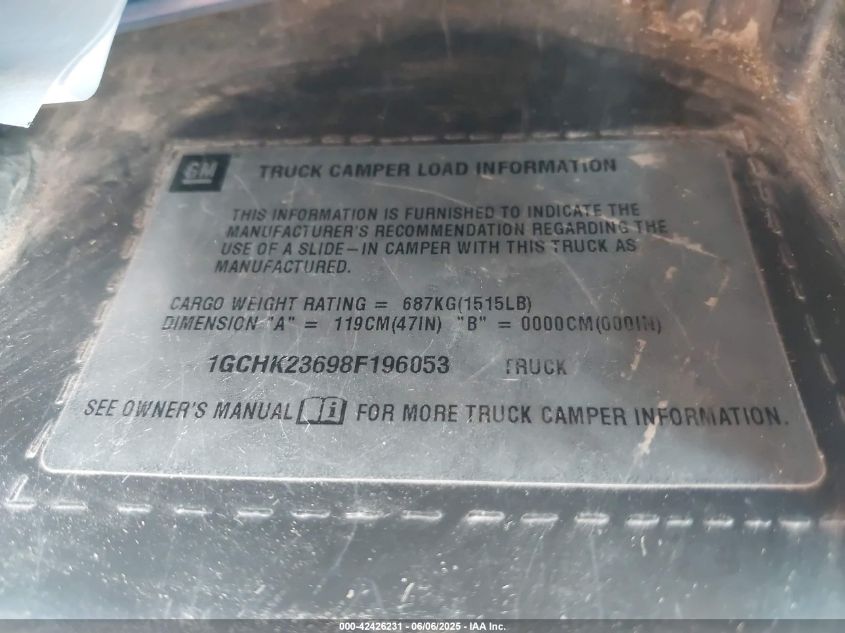 GM TRUCK CAMPER LOAD INFORMATION
THIS INFORMATION IS FURNISHED TO INDICATE THE
MANUFACTURER'S RECOMMENDATION REGARDING THE
USE OF A SLIDE–IN CAMPER WITH THIS TRUCK AS
MANUFACTURED.
CARGO WEIGHT RATING = 687KG(1515LB)
DIMENSION "A" = 119CM(47IN) "B" = 0000CM(000IN)
1GCHK23698F196053 TRUCK
SEE OWNER'S MANUAL i FOR MORE TRUCK CAMPER INFORMATION.
000-42426231 - 06/06/2025 - IAA Inc.